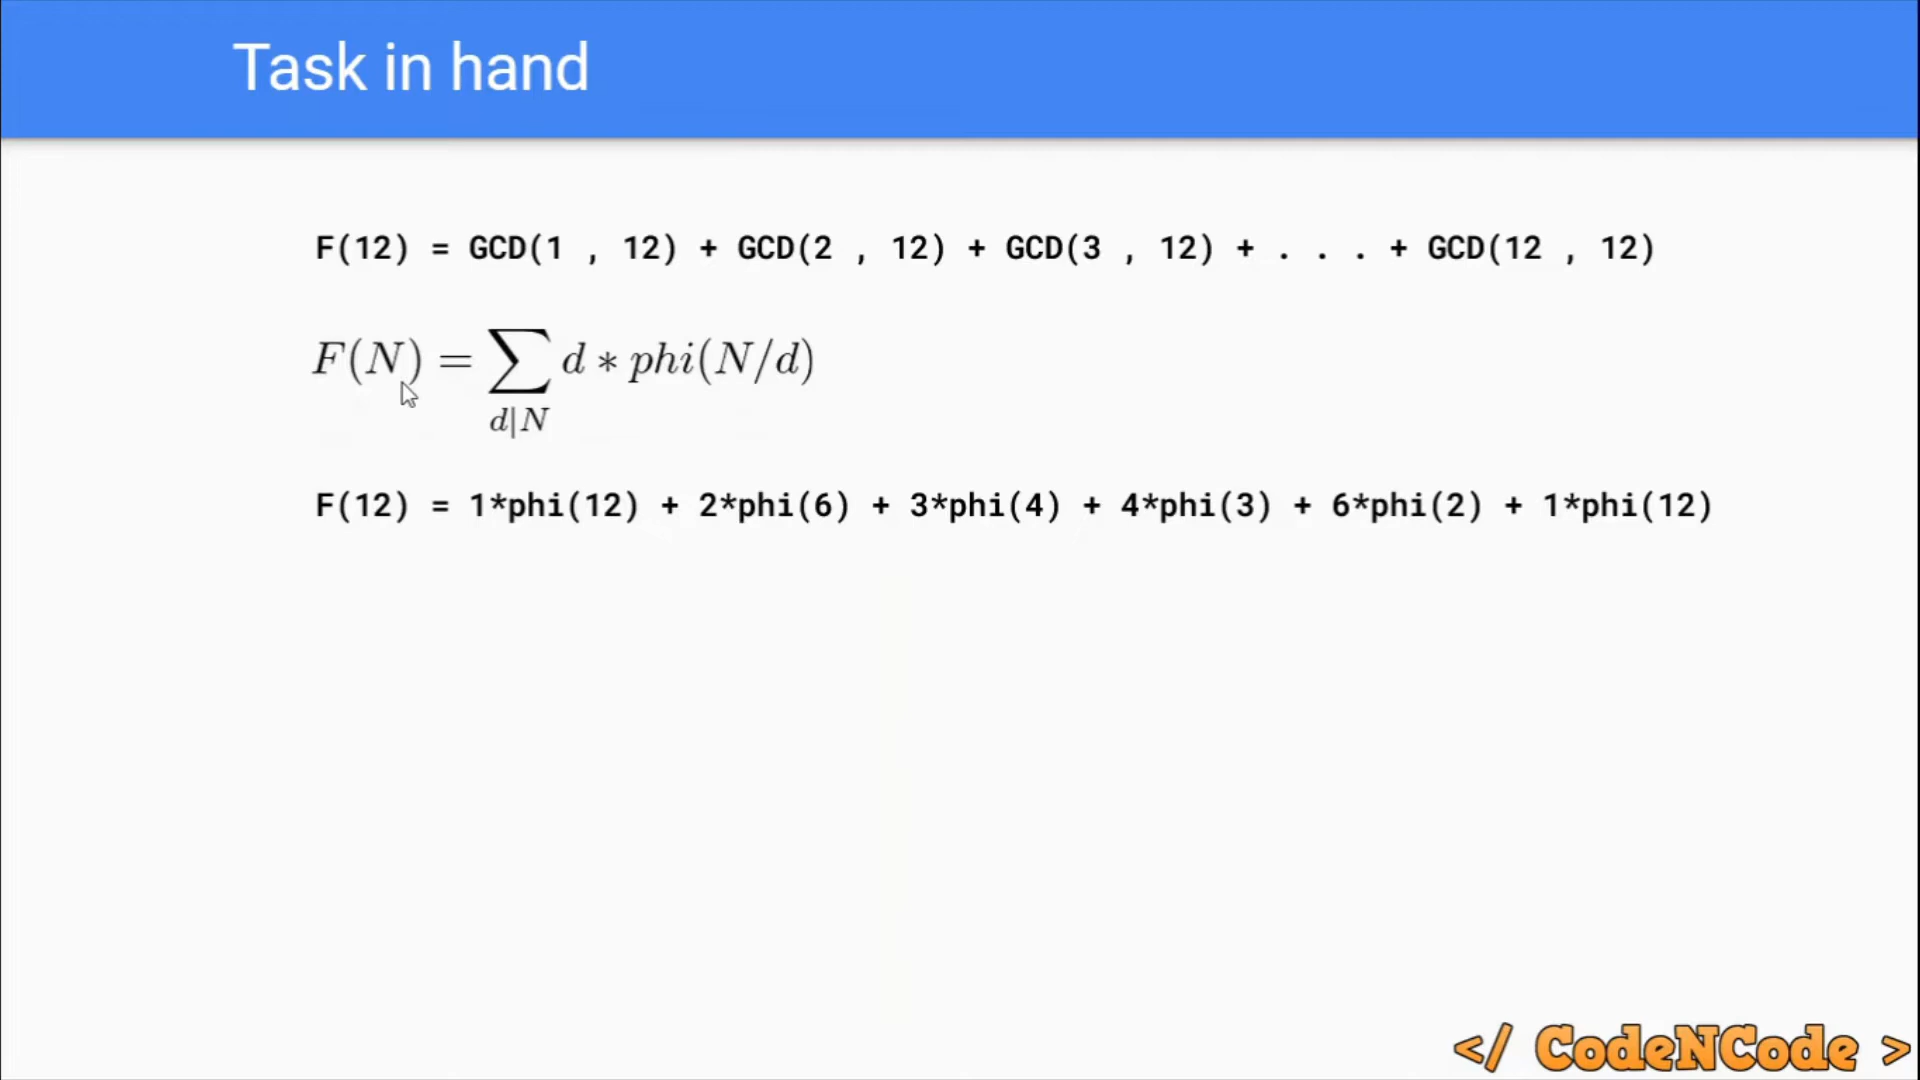 Task in hand
F(12) = GCD(1 , 12) + GCD(2 , 12) + GCD(3 , 12) + . . . + GCD(12 , 12)
F(N) = ∑ d * phi(N/d)
d|N
F(12) = 1*phi(12) + 2*phi(6) + 3*phi(4) + 4*phi(3) + 6*phi(2) + 1*phi(12)
</ CodeNCode >